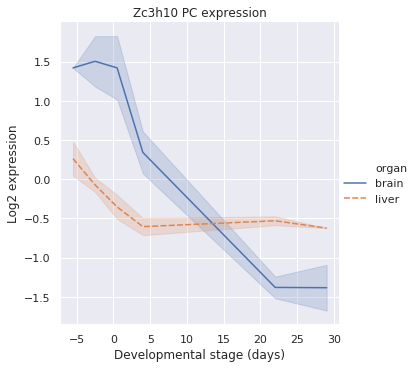 Zc3h10 PC expression
Log2 expression
1.5
1.0
0.5
0.0
−0.5
−1.0
−1.5
−5
0
5
10
15
20
25
30
Developmental stage (days)
organ
brain
liver